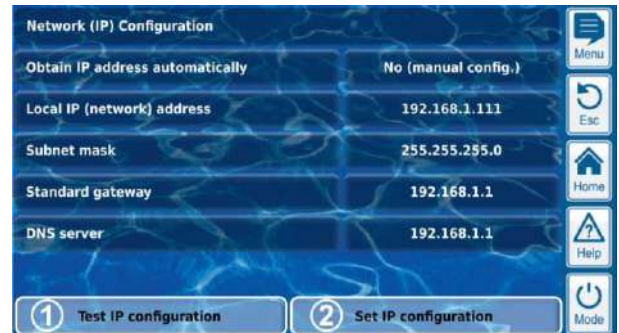 Network (IP) Configuration
Obtain IP address automatically No (manual config.)
Local IP (network) address 192.168.1.111
Subnet mask 255.255.255.0
Standard gateway 192.168.1.1
DNS server 192.168.1.1
1 Test IP configuration
2 Set IP configuration
Menu
Esc
Home
? Help
Mode